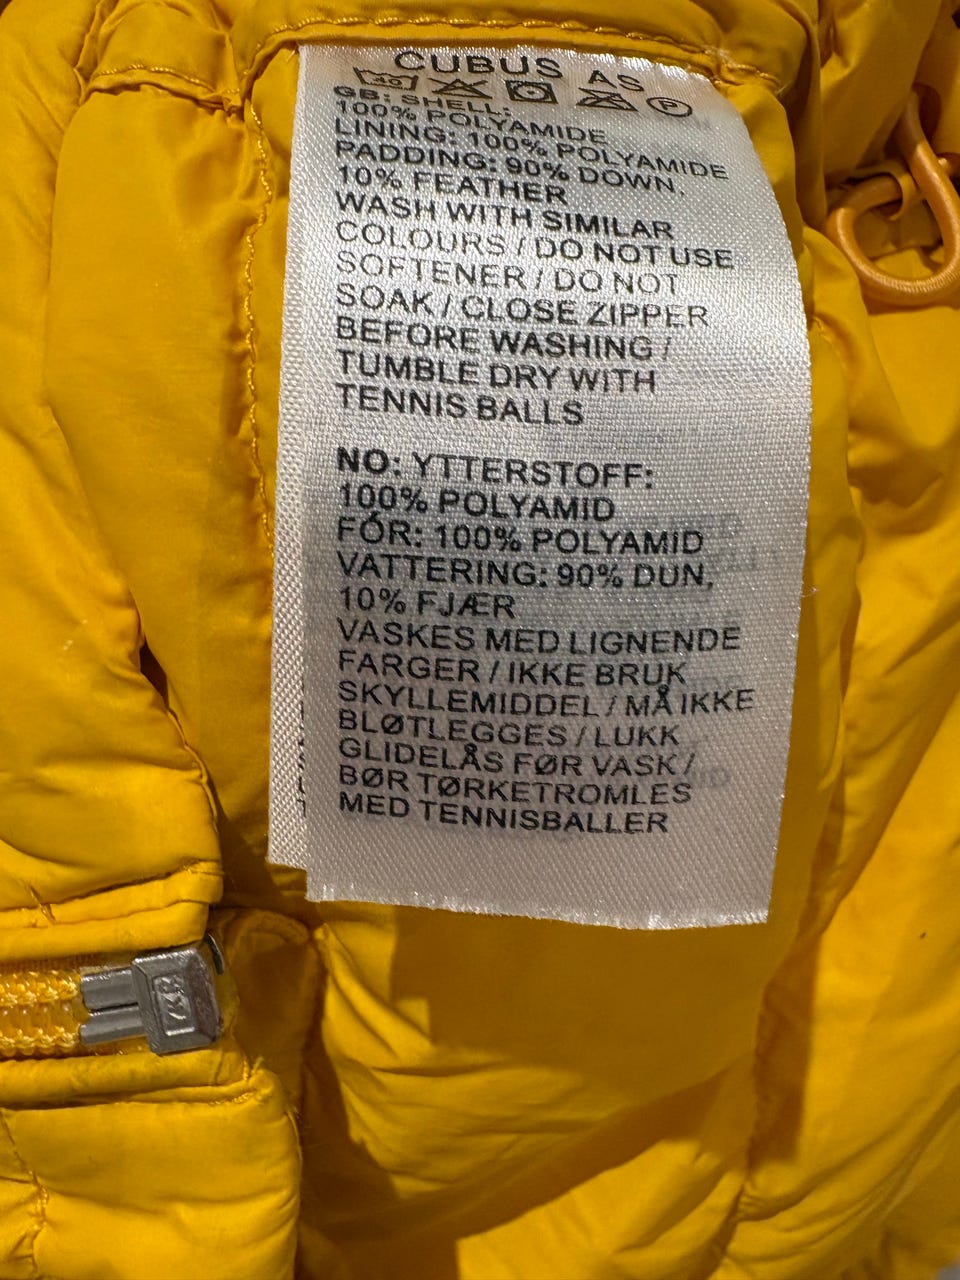 CUBUS AS
40 P
GB: SHELL:
100% POLYAMIDE
LINING: 100% POLYAMIDE
PADDING: 90% DOWN,
10% FEATHER
WASH WITH SIMILAR
COLOURS / DO NOT USE
SOFTENER / DO NOT
SOAK / CLOSE ZIPPER
BEFORE WASHING /
TUMBLE DRY WITH
TENNIS BALLS
NO: YTTERSTOFF:
100% POLYAMID
FÓR: 100% POLYAMID
VATTERING: 90% DUN,
10% FJÆR
VASKES MED LIGNENDE
FARGER / IKKE BRUK
SKYLLEMIDDEL / MÅ IKKE
BLØTLEGGES / LUKK
GLIDELÅS FØR VASK /
BØR TØRKETROMLES
MED TENNISBALLER